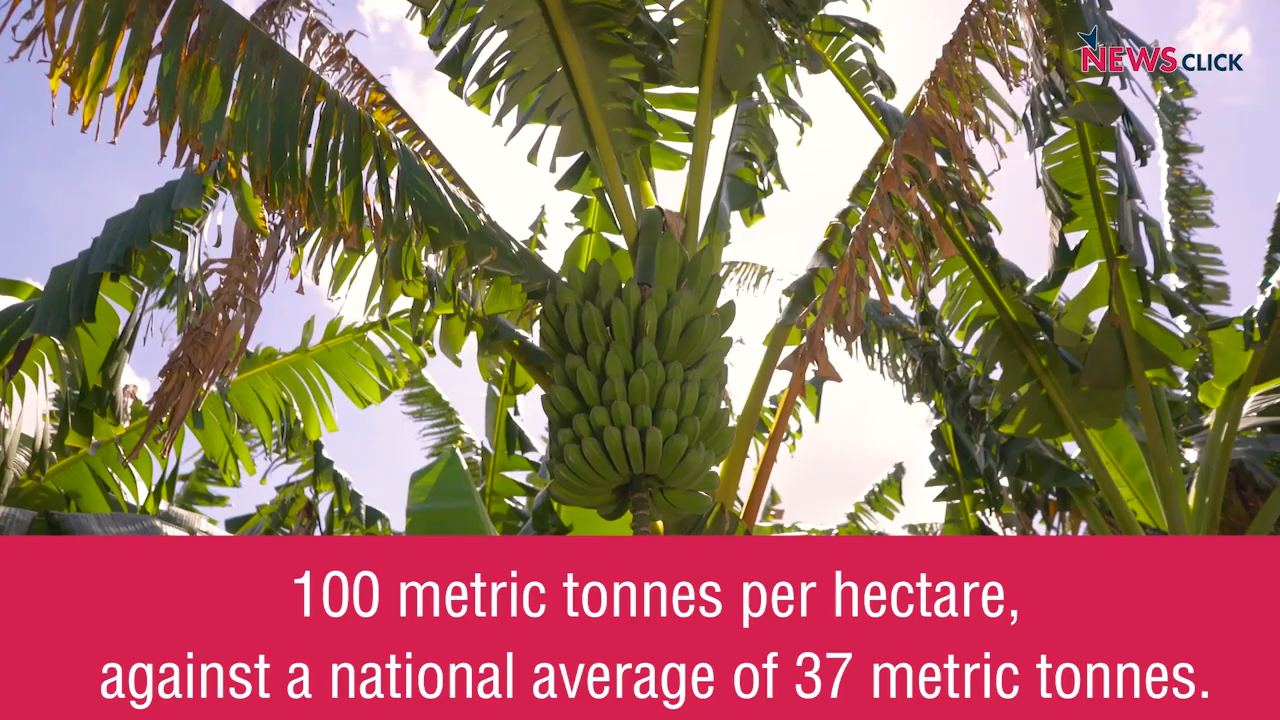 NEWSCLICK
100 metric tonnes per hectare,
against a national average of 37 metric tonnes.